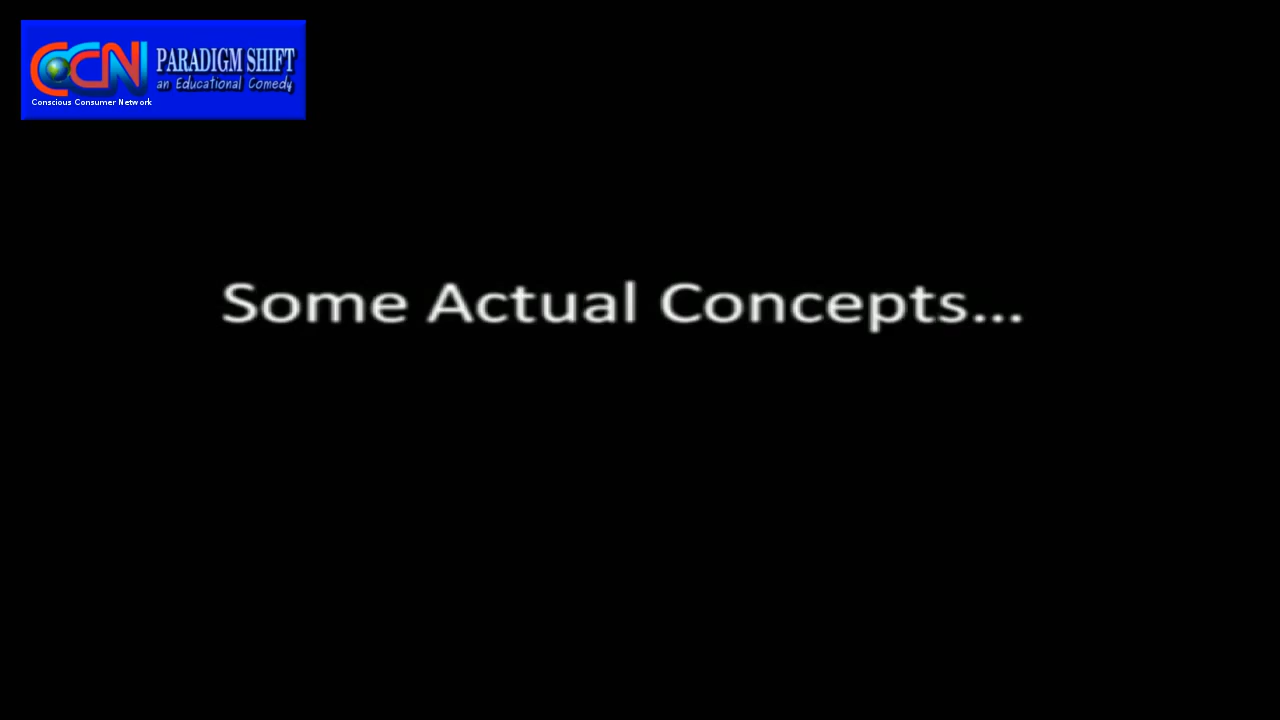 CCN PARADIGM SHIFT
an Educational Comedy
Conscious Consumer Network
Some Actual Concepts...